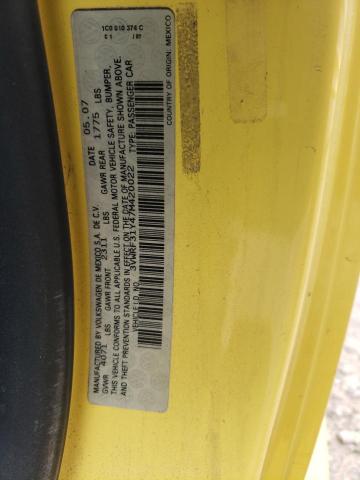 1C0 010 374 C
MANUFACTURED BY VOLKSWAGEN DE MEXICO S.A. DE C.V. DATE 05.07
GVWR 4071 LBS GAWR FRONT 2311 LBS GAWR REAR 1775 LBS
THIS VEHICLE CONFORMS TO ALL APPLICABLE U.S. FEDERAL MOTOR VEHICLE SAFETY, BUMPER,
AND THEFT PREVENTION STANDARDS IN EFFECT ON THE DATE OF MANUFACTURE SHOWN ABOVE.
VEHICLE I.D. NO. 3VWRF31Y47M420022 TYPE: PASSENGER CAR
COUNTRY OF ORIGIN: MEXICO